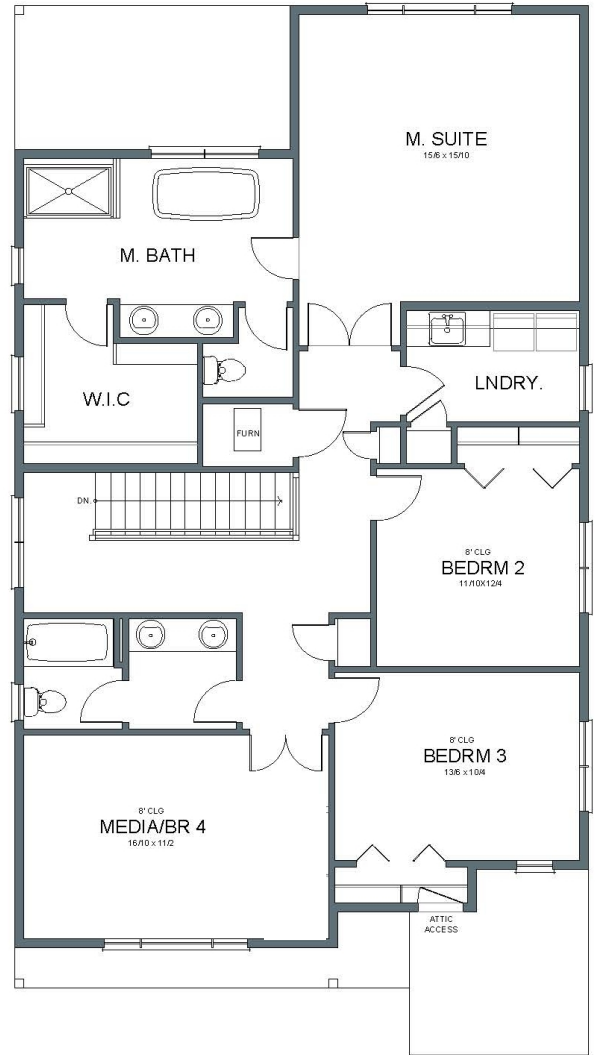 M. SUITE
15/6 x 15/10
M. BATH
LNDRY.
W.I.C
FURN
DN.
8' CLG
BEDRM 2
11/10X12/4
8' CLG
BEDRM 3
13/6 x 10/4
8' CLG
MEDIA/BR 4
16/10 x 11/2
ATTIC
ACCESS